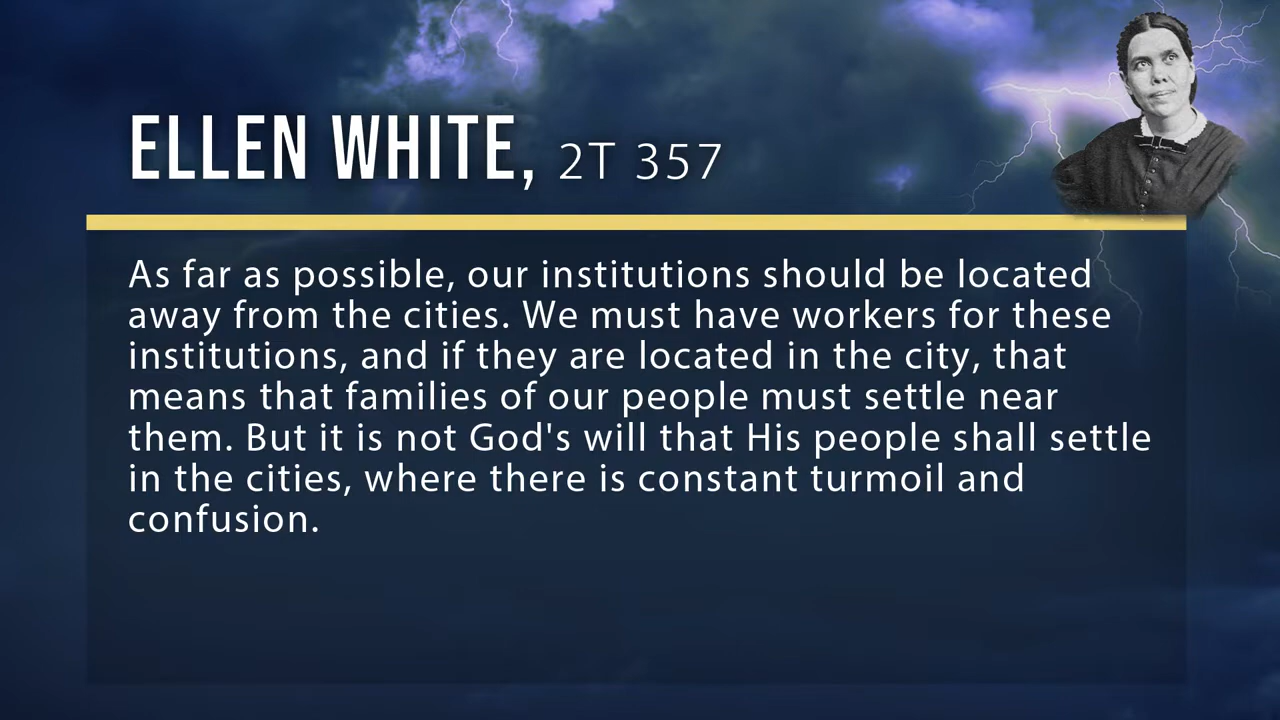 ELLEN WHITE, 2T 357
As far as possible, our institutions should be located
away from the cities. We must have workers for these
institutions, and if they are located in the city, that
means that families of our people must settle near
them. But it is not God's will that His people shall settle
in the cities, where there is constant turmoil and
confusion.